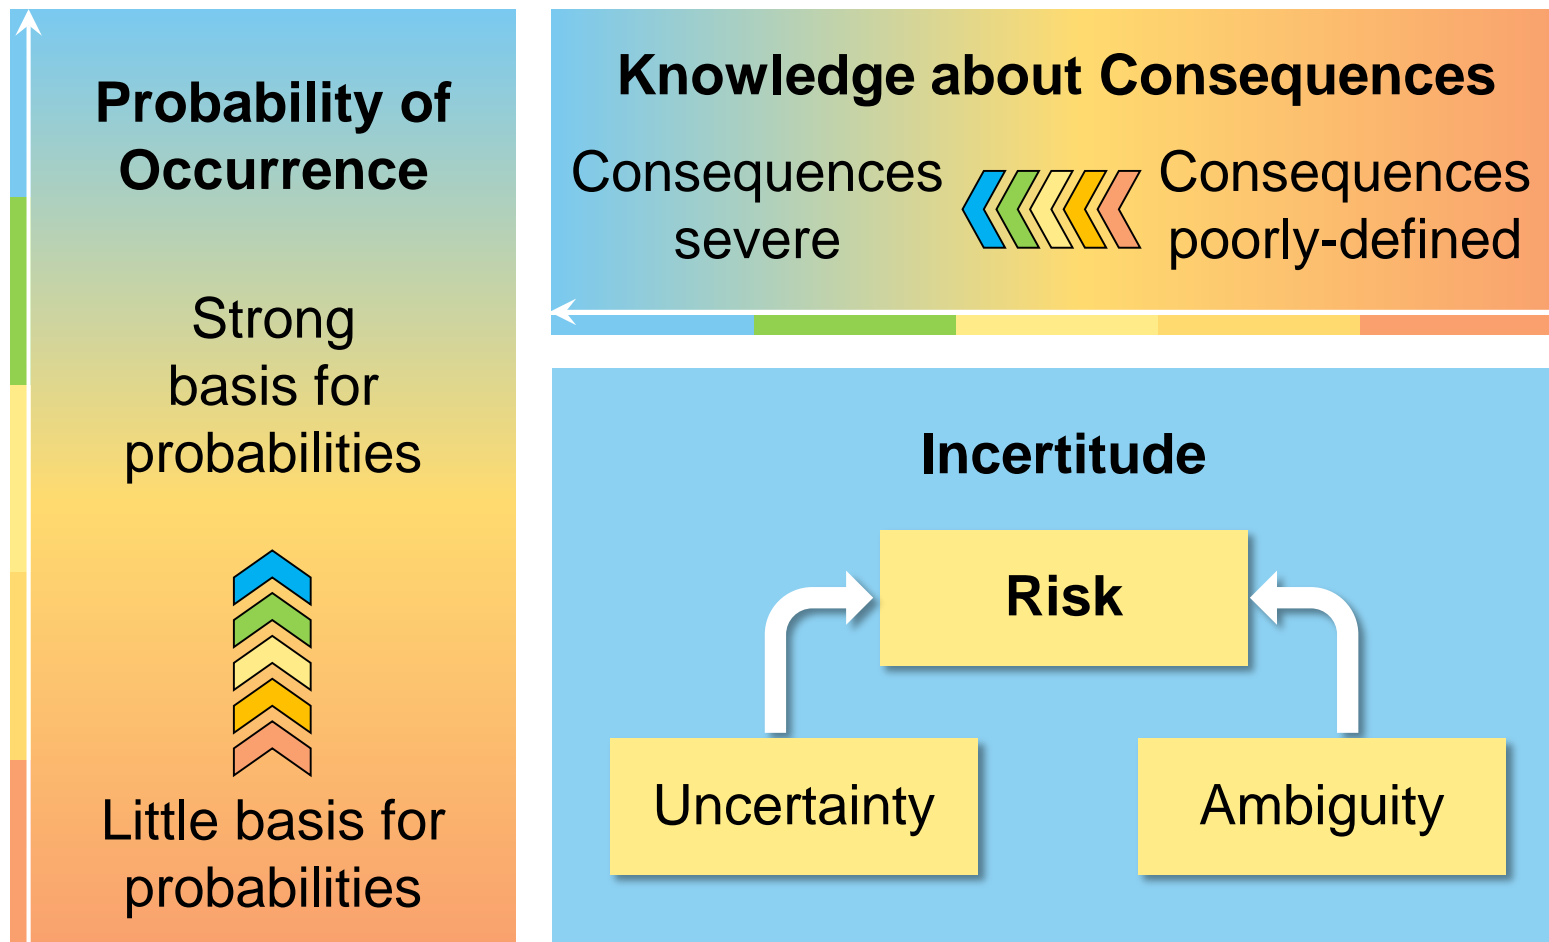 Probability of
Occurrence
Strong
basis for
probabilities
Little basis for
probabilities
Knowledge about Consequences
Consequences
severe
Consequences
poorly-defined
Incertitude
Risk
Uncertainty
Ambiguity